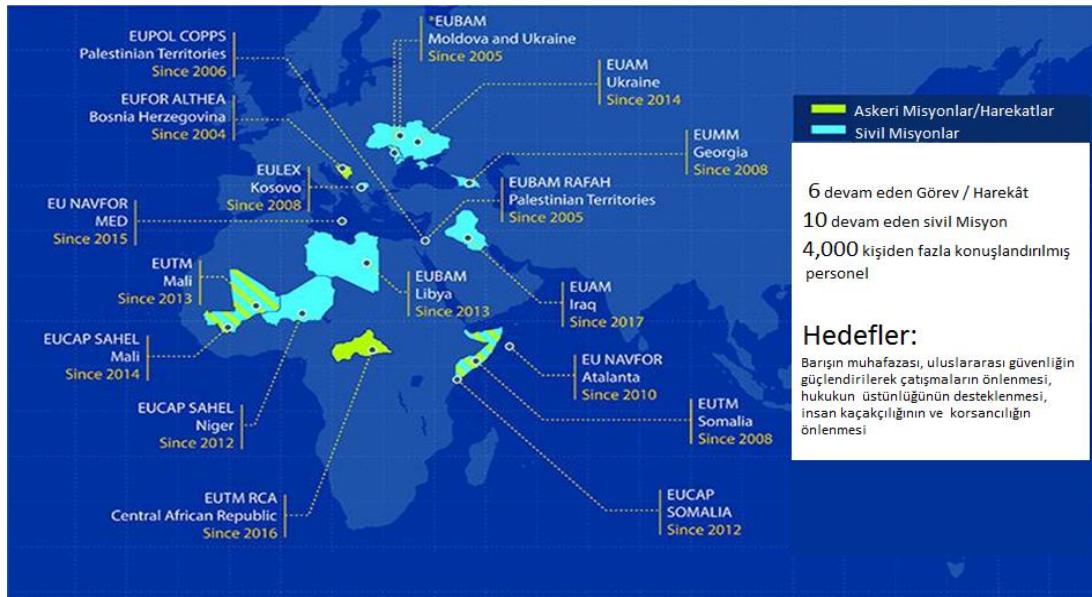 EUPOL COPPS
Palestinian Territories
Since 2006
*EUBAM
Moldova and Ukraine
Since 2005
EUAM
Ukraine
Since 2014
EUFOR ALTHEA
Bosnia Herzegovina
Since 2004
EUMM
Georgia
Since 2008
EULEX
Kosovo
Since 2008
EUBAM RAFAH
Palestinian Territories
Since 2005
EU NAVFOR
MED
Since 2015
EUTM
Mali
Since 2013
EUBAM
Libya
Since 2013
EUAM
Iraq
Since 2017
EUCAP SAHEL
Mali
Since 2014
EU NAVFOR
Atalanta
Since 2010
EUCAP SAHEL
Niger
Since 2012
EUTM
Somalia
Since 2008
EUTM RCA
Central African Republic
Since 2016
EUCAP
SOMALIA
Since 2012
Askeri Misyonlar/Harekatlar
Sivil Misyonlar
6 devam eden Görev / Harekât
10 devam eden sivil Misyon
4,000 kişiden fazla konuşlandırılmış
personel
Hedefler:
Barışın muhafazası, uluslararası güvenliğin
güçlendirilerek çatışmaların önlenmesi,
hukukun üstünlüğünün desteklenmesi,
insan kaçakçılığının ve korsancılığın
önlenmesi